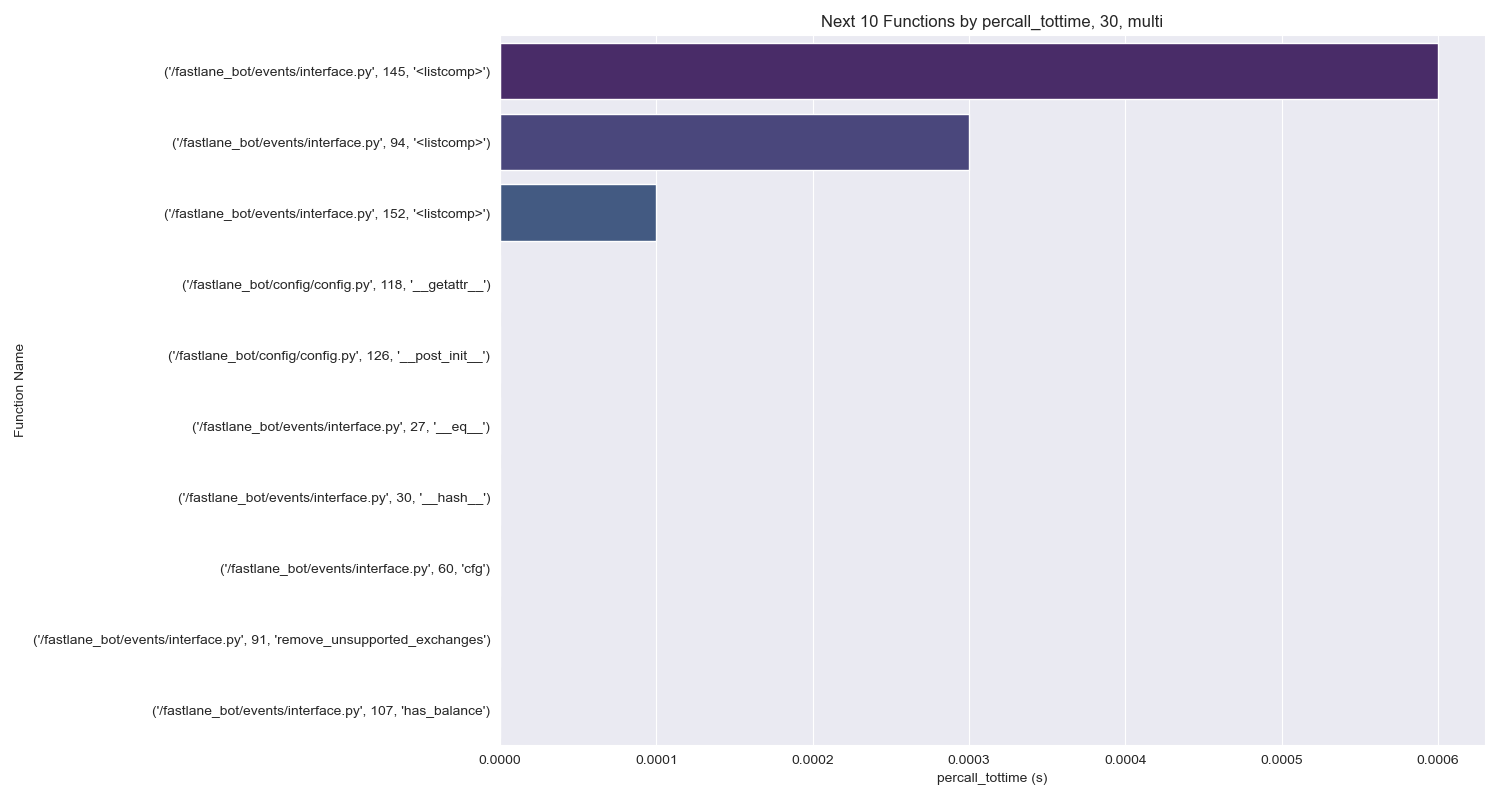 Next 10 Functions by percall_tottime, 30, multi
('/fastlane_bot/events/interface.py', 145, '<listcomp>')
('/fastlane_bot/events/interface.py', 94, '<listcomp>')
('/fastlane_bot/events/interface.py', 152, '<listcomp>')
('/fastlane_bot/config/config.py', 118, '__getattr__')
('/fastlane_bot/config/config.py', 126, '__post_init__')
('/fastlane_bot/events/interface.py', 27, '__eq__')
('/fastlane_bot/events/interface.py', 30, '__hash__')
('/fastlane_bot/events/interface.py', 60, 'cfg')
('/fastlane_bot/events/interface.py', 91, 'remove_unsupported_exchanges')
('/fastlane_bot/events/interface.py', 107, 'has_balance')
Function Name
0.0000 0.0001 0.0002 0.0003 0.0004 0.0005 0.0006
percall_tottime (s)